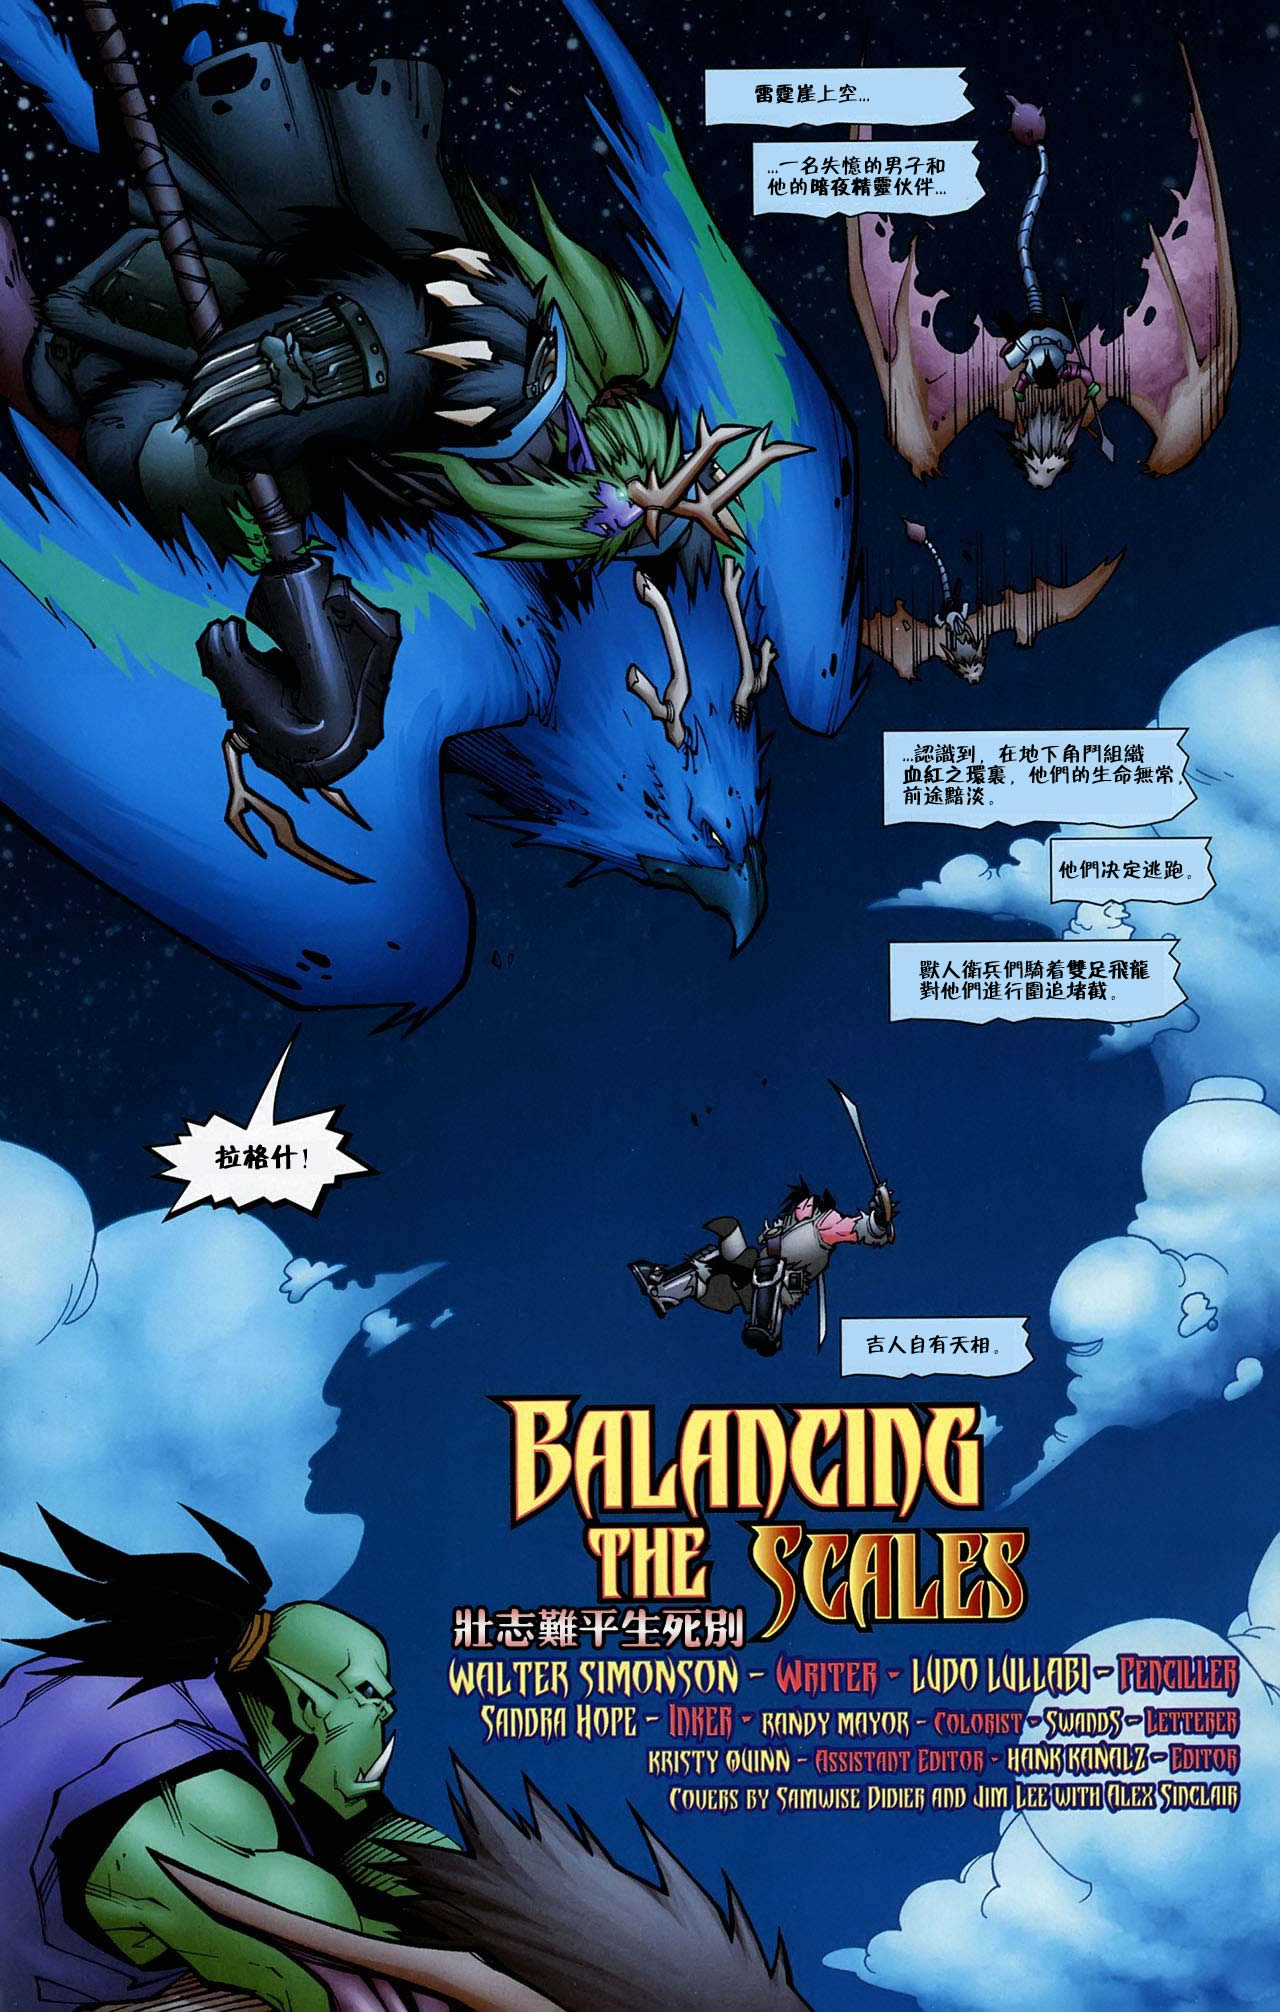 雷霆崖上空...
...一名失憶的男子和
他的暗夜精靈伙伴...
...認識到，在地下角鬥組織
血紅之環裏，他們的生命無常，
前途黯淡。
他們决定逃跑。
獸人衛兵們騎着雙足飛龍
對他們進行圍追堵截。
拉格什！
吉人自有天相。
BALANCING
THE SCALES
壯志難平生死別
WALTER SIMONSON - WRITER - LUDO LULLABI - PENCILLER
SANDRA HOPE - INKER - RANDY MAYOR - COLORIST - SWANDS - LETTERER
KRISTY QUINN - ASSISTANT EDITOR - HANK KANALZ - EDITOR
COVERS BY SAMWISE DIDIER AND JIM LEE WITH ALEX SINCLAIR